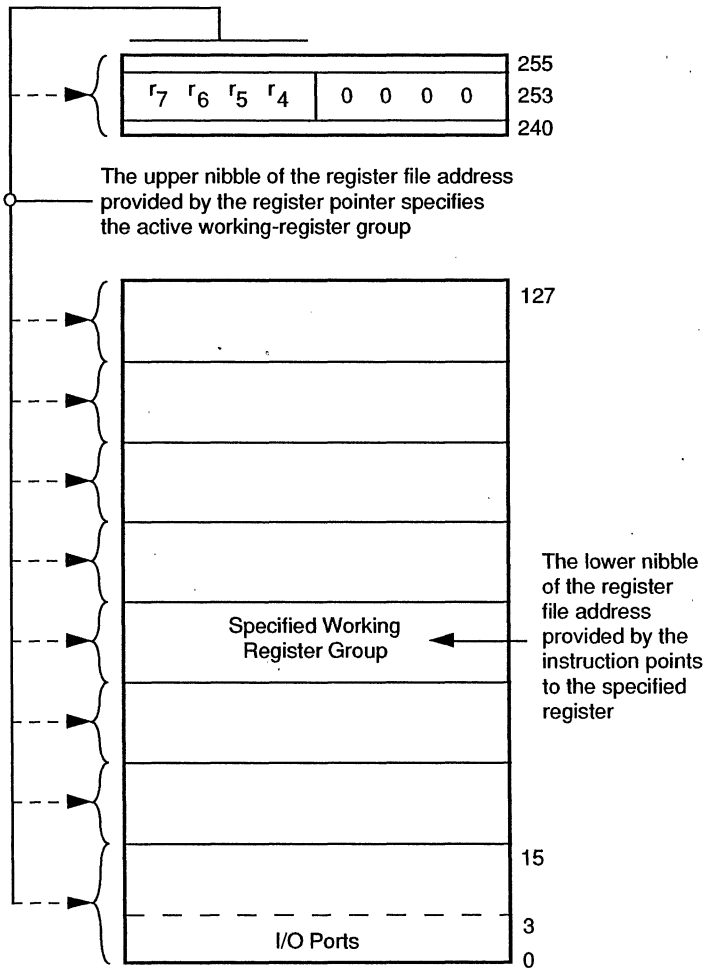 255
r7 r6 r5 r4 0 0 0 0 253
240
The upper nibble of the register file address
provided by the register pointer specifies
the active working-register group
127
The lower nibble
of the register
file address
provided by the
instruction points
to the specified
register
Specified Working
Register Group
15
3
I/O Ports
0